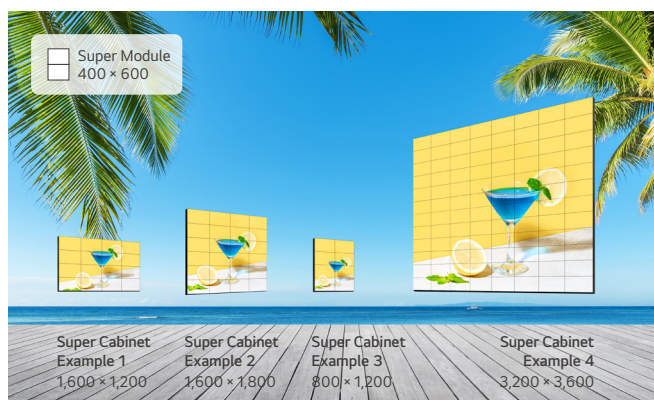 Super Module
400 × 600
Super Cabinet
Example 1
1,600 × 1,200
Super Cabinet
Example 2
1,600 × 1,800
Super Cabinet
Example 3
800 × 1,200
Super Cabinet
Example 4
3,200 × 3,600